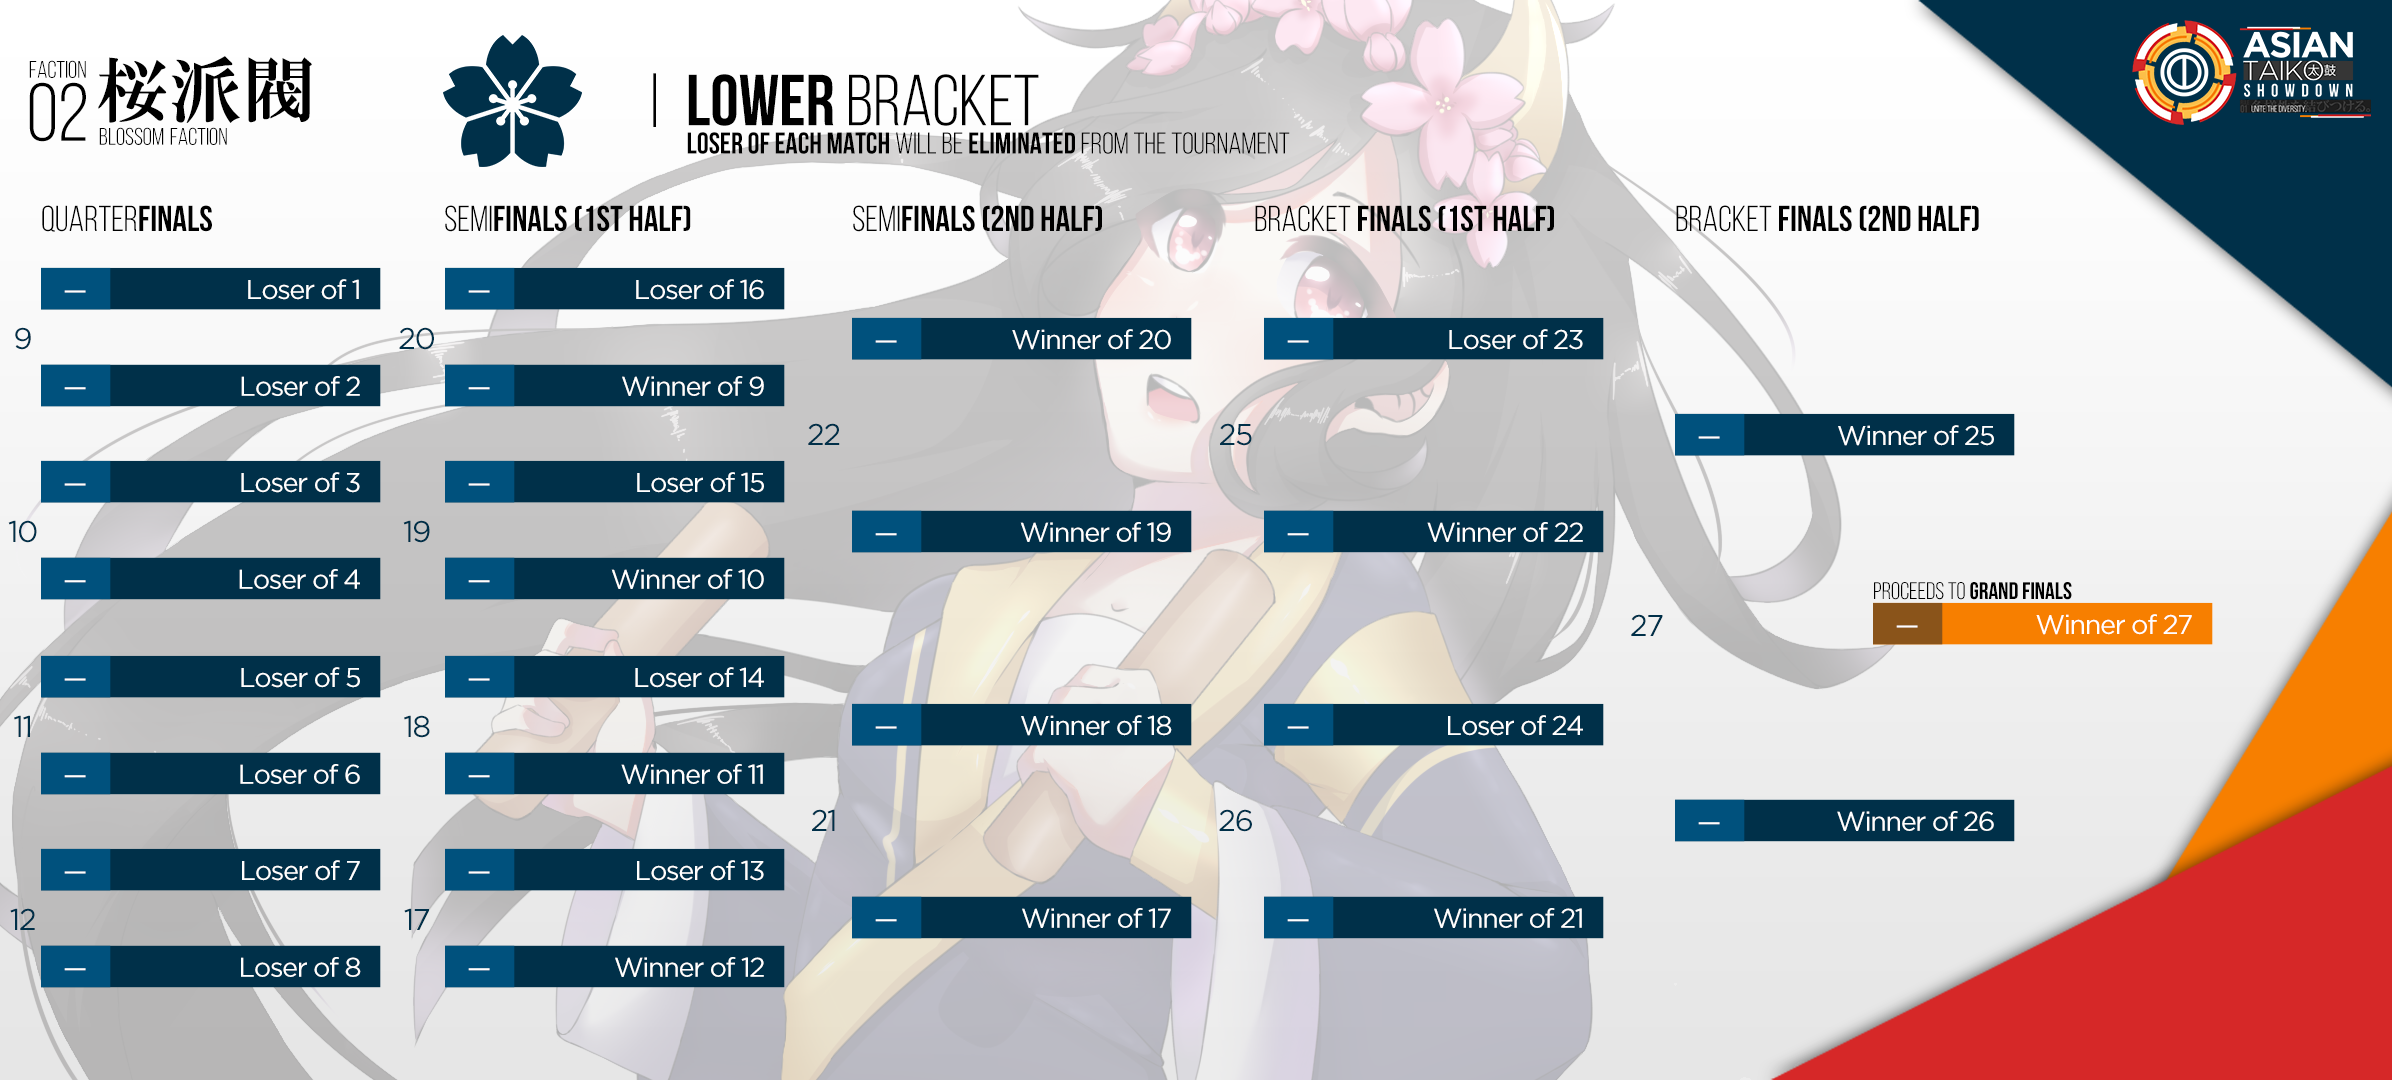 FACTION
02
桜派閥
BLOSSOM FACTION
LOWER BRACKET
LOSER OF EACH MATCH WILL BE ELIMINATED FROM THE TOURNAMENT
ASIAN
TAIKO 太鼓
SHOWDOWN
UNITE THE DIVERSITY.
QUARTERFINALS
9
— Loser of 1
— Loser of 2
10
— Loser of 3
— Loser of 4
11
— Loser of 5
— Loser of 6
12
— Loser of 7
— Loser of 8
SEMIFINALS (1ST HALF)
20
— Loser of 16
— Winner of 9
19
— Loser of 15
— Winner of 10
18
— Loser of 14
— Winner of 11
17
— Loser of 13
— Winner of 12
SEMIFINALS (2ND HALF)
22
— Winner of 20
— Winner of 19
21
— Winner of 18
— Winner of 17
BRACKET FINALS (1ST HALF)
25
— Loser of 23
— Winner of 22
26
— Loser of 24
— Winner of 21
BRACKET FINALS (2ND HALF)
27
— Winner of 25
— Winner of 26
PROCEEDS TO GRAND FINALS
— Winner of 27